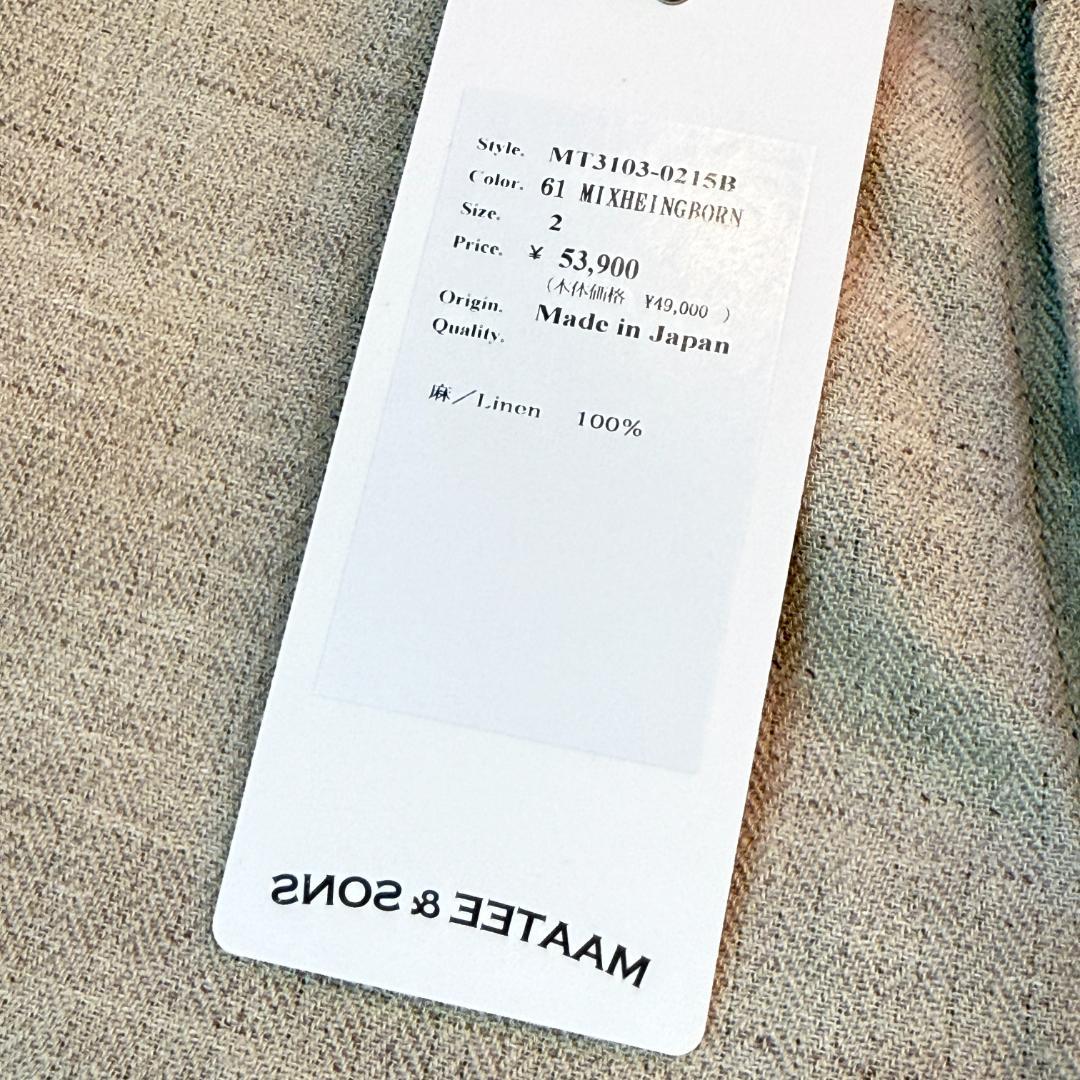 Style. MT3103-0215B
Color. 61 MIXHEINGBORN
Size. 2
Price. ¥ 53,900
(本体価格 ¥49,000 )
Origin. Made in Japan
Quality.
麻／Linen 100%
MAATEE & SONS